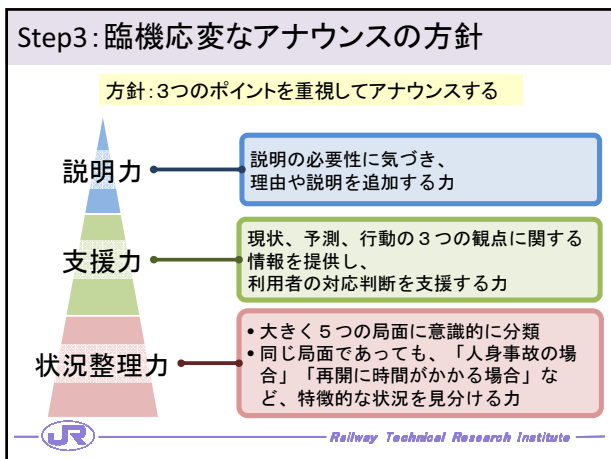 Step3：臨機応変なアナウンスの方針
方針：３つのポイントを重視してアナウンスする
説明力
説明の必要性に気づき、
理由や説明を追加する力
支援力
現状、予測、行動の３つの観点に関する
情報を提供し、
利用者の対応判断を支援する力
状況整理力
• 大きく５つの局面に意識的に分類
• 同じ局面であっても、「人身事故の場
合」「再開に時間がかかる場合」な
ど、特徴的な状況を見分ける力
JR
Railway Technical Research Institute